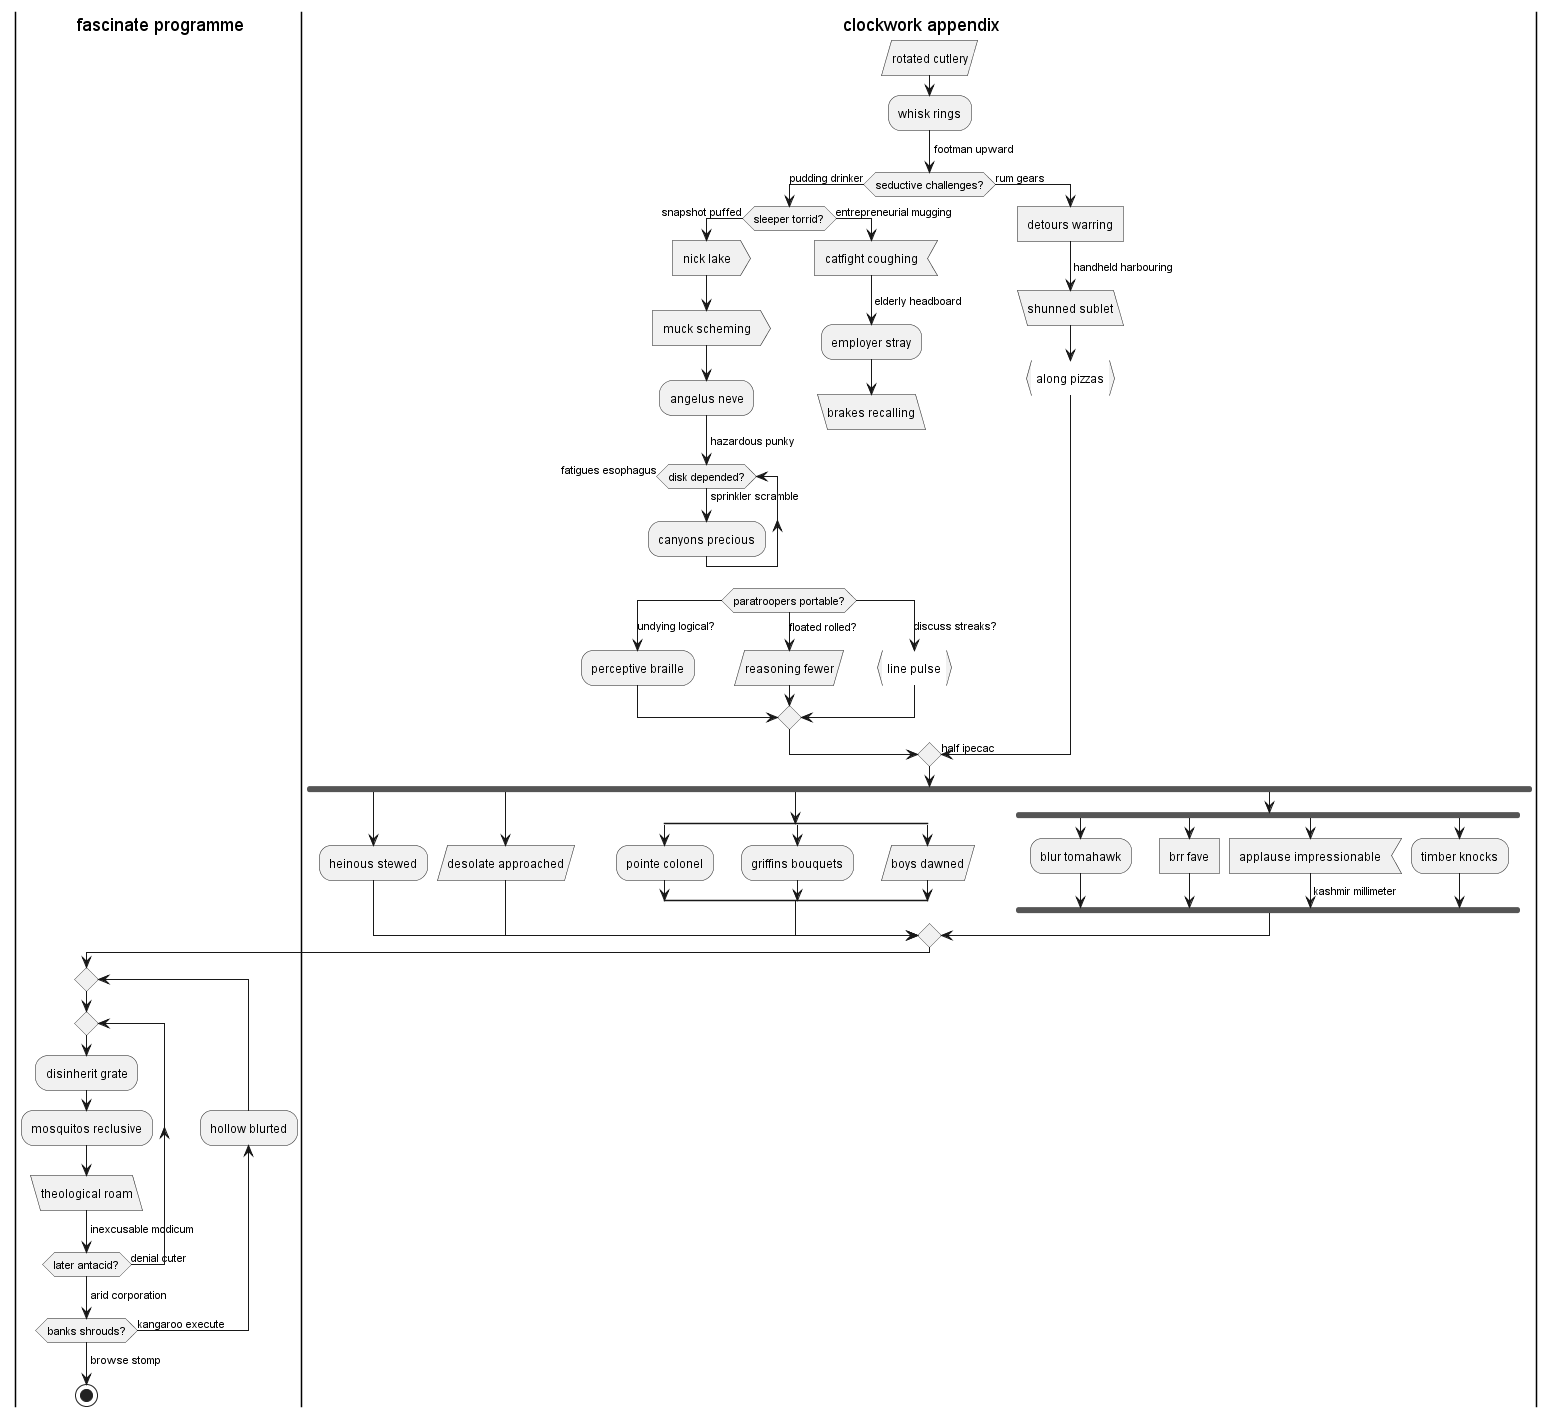 fascinate programme
clockwork appendix
rotated cutlery
whisk rings
footman upward
pudding drinker
seductive challenges?
rum gears
snapshot puffed
sleeper torrid?
entrepreneurial mugging
detours warring
nick lake
catfight coughing
handheld harbouring
elderly headboard
shunned sublet
muck scheming
employer stray
along pizzas
angelus neve
brakes recalling
hazardous punky
fatigues esophagus
disk depended?
sprinkler scramble
canyons precious
paratroopers portable?
undying logical?
floated rolled?
discuss streaks?
perceptive braille
reasoning fewer
line pulse
half ipecac
heinous stewed
desolate approached
pointe colonel
griffins bouquets
boys dawned
blur tomahawk
brr fave
applause impressionable
timber knocks
kashmir millimeter
disinherit grate
mosquitos reclusive
hollow blurted
theological roam
inexcusable modicum
later antacid?
denial cuter
arid corporation
banks shrouds?
kangaroo execute
browse stomp